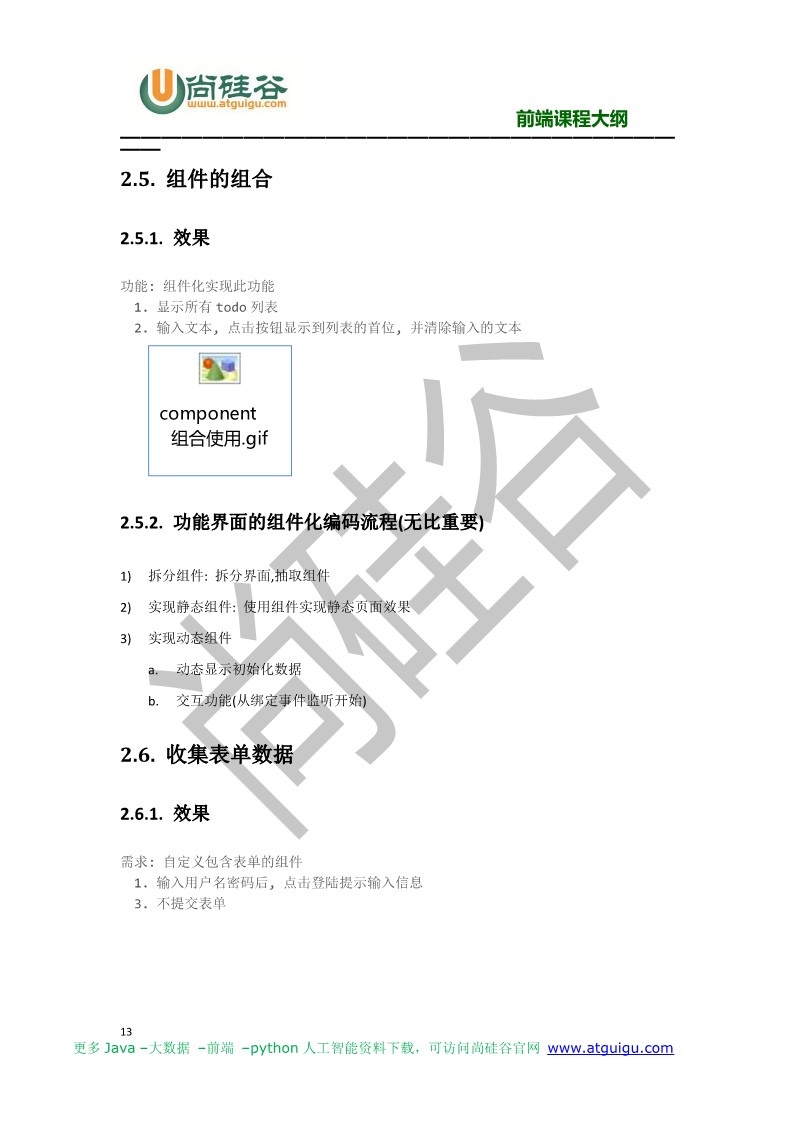 尚硅谷
www.atguigu.com
前端课程大纲
2.5. 组件的组合
2.5.1. 效果
功能: 组件化实现此功能
1. 显示所有 todo 列表
2. 输入文本, 点击按钮显示到列表的首位, 并清除输入的文本
component
组合使用.gif
2.5.2. 功能界面的组件化编码流程(无比重要)
1) 拆分组件: 拆分界面,抽取组件
2) 实现静态组件: 使用组件实现静态页面效果
3) 实现动态组件
a. 动态显示初始化数据
b. 交互功能(从绑定事件监听开始)
2.6. 收集表单数据
2.6.1. 效果
需求: 自定义包含表单的组件
1. 输入用户名密码后, 点击登陆提示输入信息
3. 不提交表单
尚硅谷
13
更多 Java –大数据 –前端 –python 人工智能资料下载，可访问尚硅谷官网 www.atguigu.com